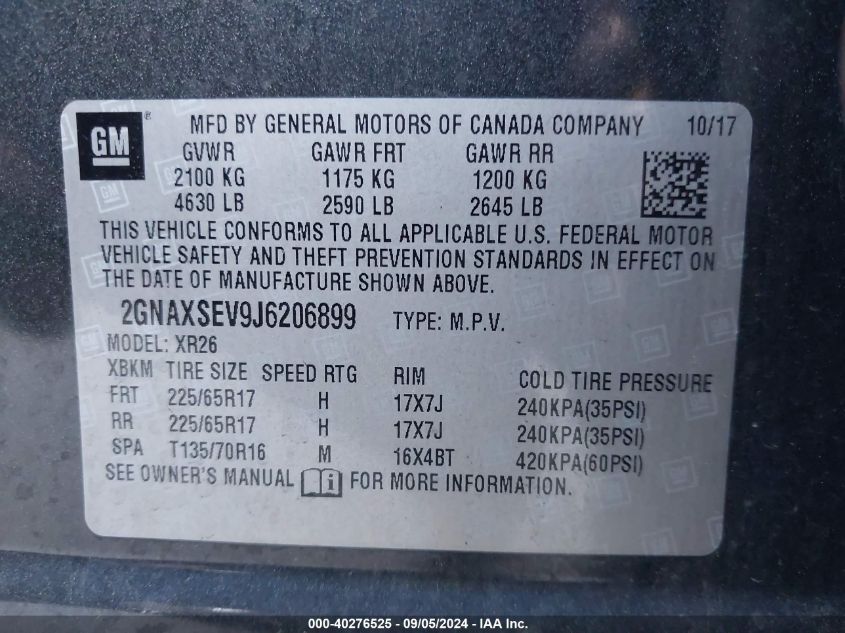 GM ® MFD BY GENERAL MOTORS OF CANADA COMPANY 10/17
GVWR GAWR FRT GAWR RR
2100 KG 1175 KG 1200 KG
4630 LB 2590 LB 2645 LB
THIS VEHICLE CONFORMS TO ALL APPLICABLE U.S. FEDERAL MOTOR
VEHICLE SAFETY AND THEFT PREVENTION STANDARDS IN EFFECT ON
THE DATE OF MANUFACTURE SHOWN ABOVE.
2GNAXSEV9J6206899 TYPE: M.P.V.
MODEL: XR26
XBKM TIRE SIZE SPEED RTG RIM COLD TIRE PRESSURE
FRT 225/65R17 H 17X7J 240KPA(35PSI)
RR 225/65R17 H 17X7J 240KPA(35PSI)
SPA T135/70R16 M 16X4BT 420KPA(60PSI)
SEE OWNER'S MANUAL i FOR MORE INFORMATION.
000-40276525 - 09/05/2024 - IAA Inc.